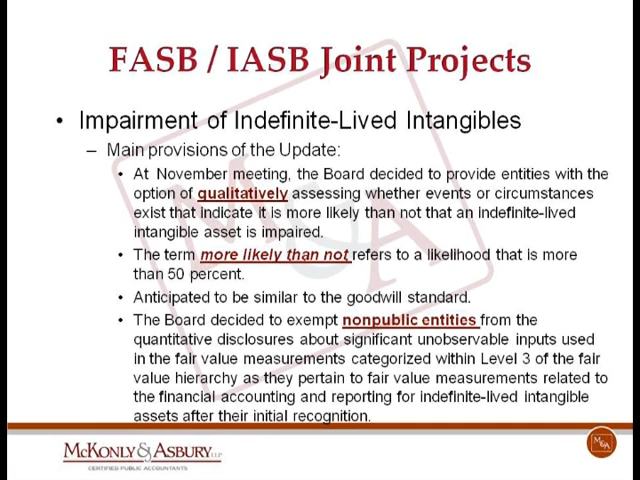 FASB / IASB Joint Projects
• Impairment of Indefinite-Lived Intangibles
– Main provisions of the Update:
• At November meeting, the Board decided to provide entities with the
option of qualitatively assessing whether events or circumstances
exist that indicate it is more likely than not that an indefinite-lived
intangible asset is impaired.
• The term more likely than not refers to a likelihood that is more
than 50 percent.
• Anticipated to be similar to the goodwill standard.
• The Board decided to exempt nonpublic entities from the
quantitative disclosures about significant unobservable inputs used
in the fair value measurements categorized within Level 3 of the fair
value hierarchy as they pertain to fair value measurements related to
the financial accounting and reporting for indefinite-lived intangible
assets after their initial recognition.
McKonly & Asbury LLP
CERTIFIED PUBLIC ACCOUNTANTS
M&A
M&A